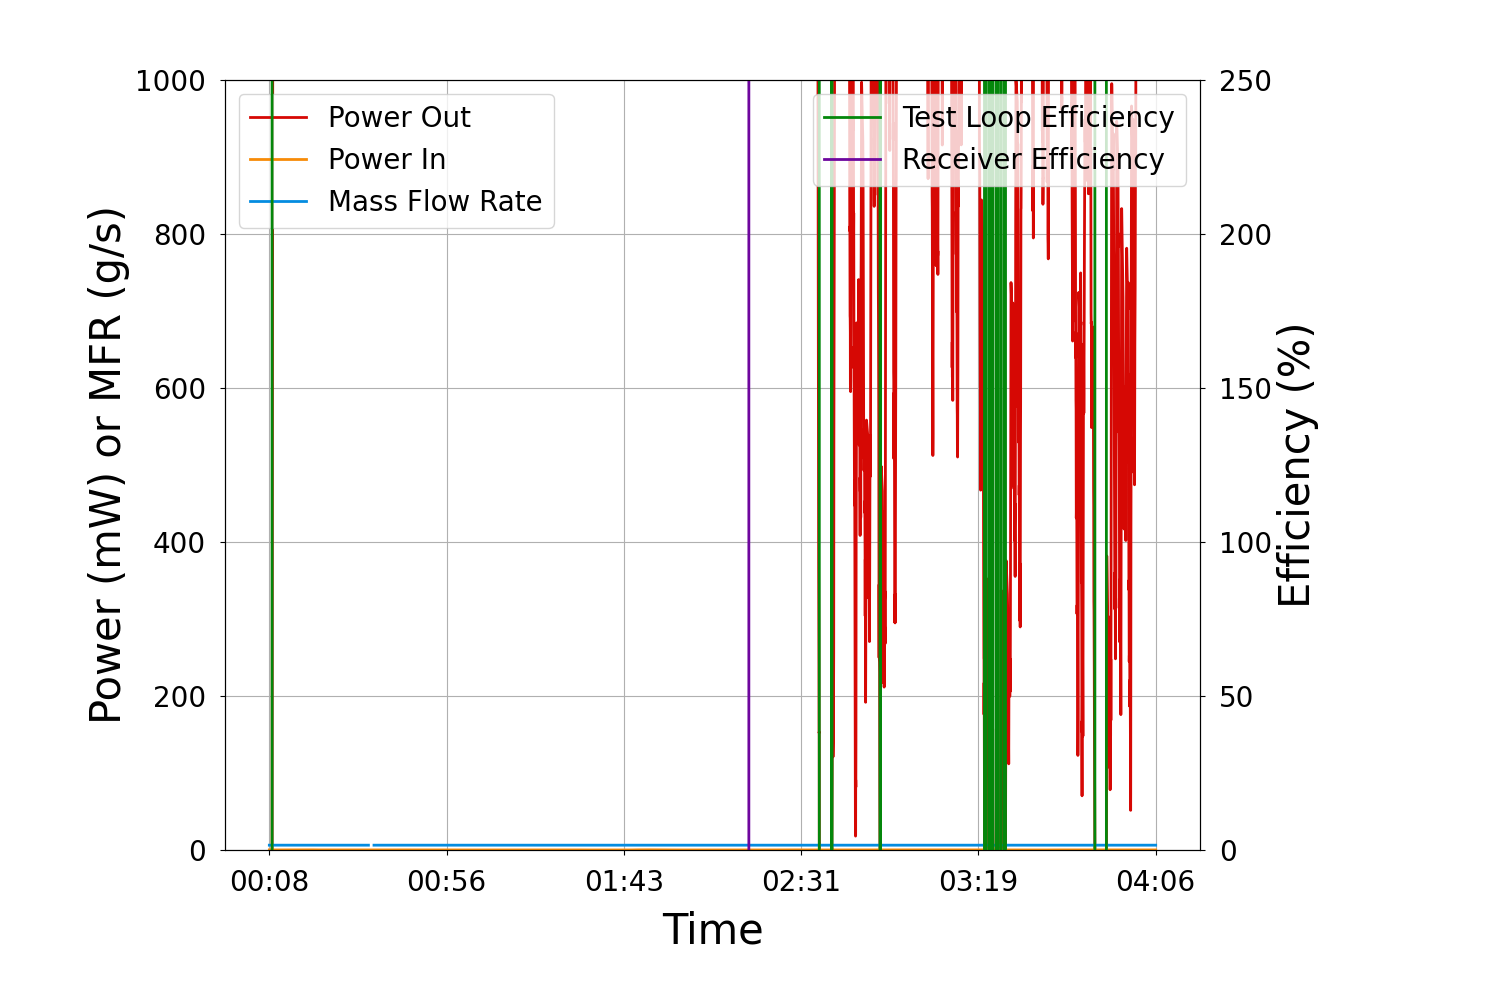 1000
800
600
400
200
0
Power (mW) or MFR (g/s)
Power Out
Power In
Mass Flow Rate
Test Loop Efficiency
Receiver Efficiency
250
200
150
100
50
0
Efficiency (%)
00:08 00:56 01:43 02:31 03:19 04:06
Time